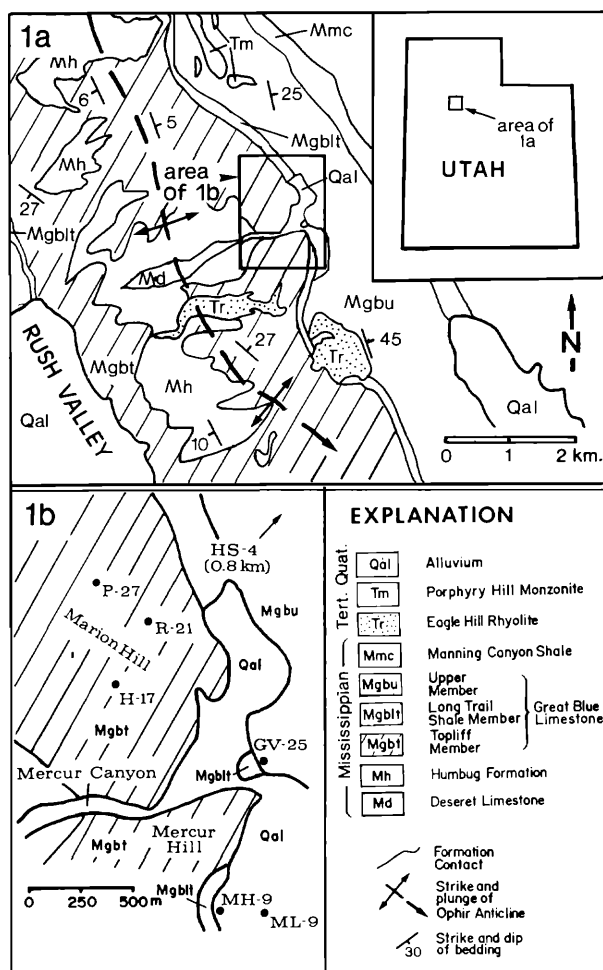 1a
Mh
Tm
Mmc
6
5
25
Mgblt
Mh
area
of 1b
Qal
27
Mgblt
Md
Tr
Mgbu
RUSH VALLEY
Mgbt
27
Tr
45
Qal
Mh
10
area of
1a
UTAH
N
Qal
0 1 2 km.
1b
HS-4
(0.8 km)
P-27
Mgbu
R-21
Marion Hill
Qal
H-17
Mgbt
GV-25
Mgblt
Mercur Canyon
Mgbt
Mercur
Hill
Qal
0 250 500m
Mgblt
MH-9
ML-9
EXPLANATION
Tert. Quat.
Qal Alluvium
Tm Porphyry Hill Monzonite
Tr Eagle Hill Rhyolite
Mississippian
Mmc Manning Canyon Shale
Mgbu Upper Member
Mgblt Long Trail Shale Member
Mgbt Topliff Member
Great Blue Limestone
Mh Humbug Formation
Md Deseret Limestone
Formation
Contact
Strike and
plunge of
Ophir Anticline
30 Strike and dip
of bedding